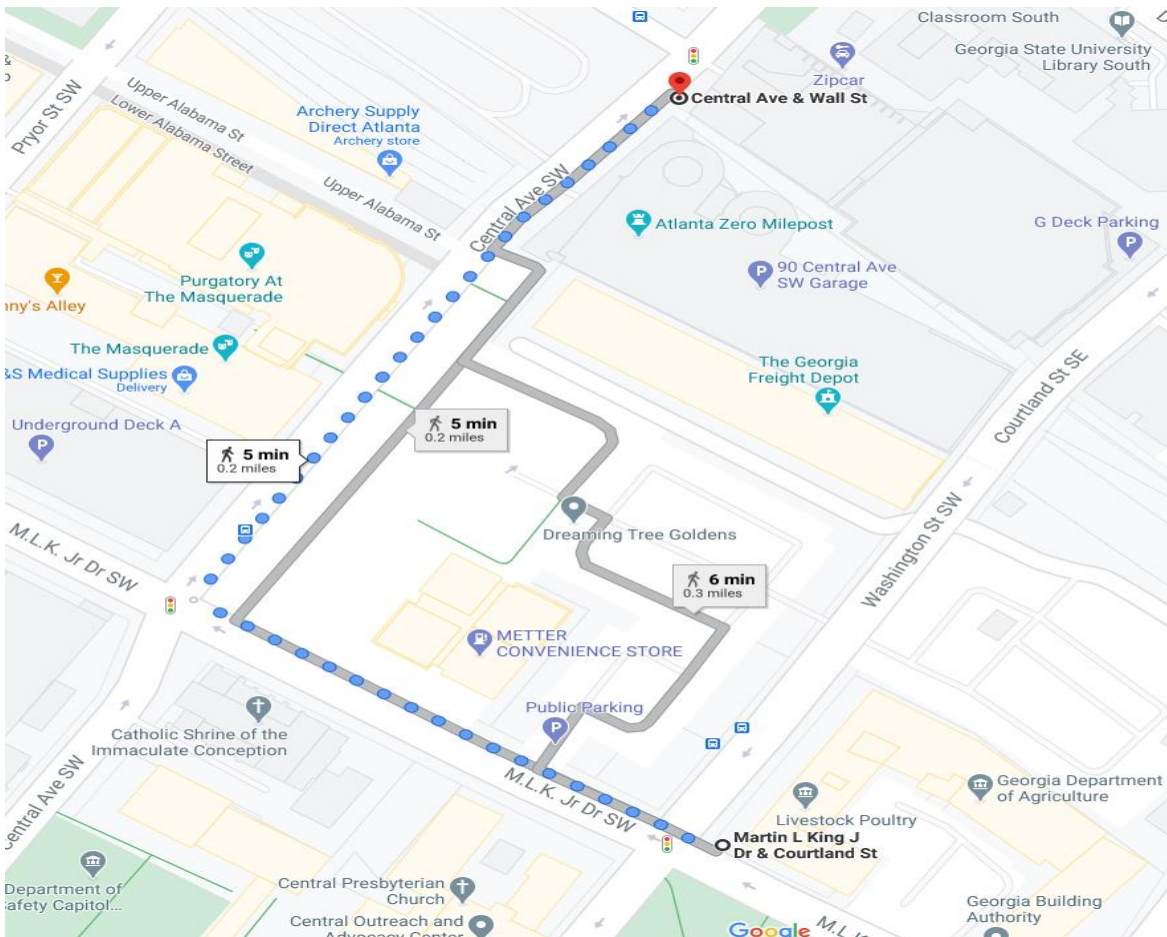 Classroom South
Georgia State University
Library South
Zipcar
Central Ave & Wall St
Pryor St SW
Upper Alabama St
Lower Alabama Street
Archery Supply
Direct Atlanta
Archery store
Upper Alabama St
Central Ave SW
Atlanta Zero Milepost
G Deck Parking
90 Central Ave
SW Garage
Purgatory At
The Masquerade
nny's Alley
The Masquerade
&S Medical Supplies
Delivery
The Georgia
Freight Depot
Courtland St SE
Underground Deck A
5 min
0.2 miles
5 min
0.2 miles
M.L.K. Jr Dr SW
Dreaming Tree Goldens
Washington St SW
6 min
0.3 miles
METTER
CONVENIENCE STORE
Public Parking
Catholic Shrine of the
Immaculate Conception
M.L.K. Jr Dr SW
Georgia Department
of Agriculture
Livestock Poultry
Martin L King J
Dr & Courtland St
Central Ave SW
Department of
afety Capitol...
Central Presbyterian
Church
Central Outreach and
Advocacy Center
Georgia Building
Authority
Google